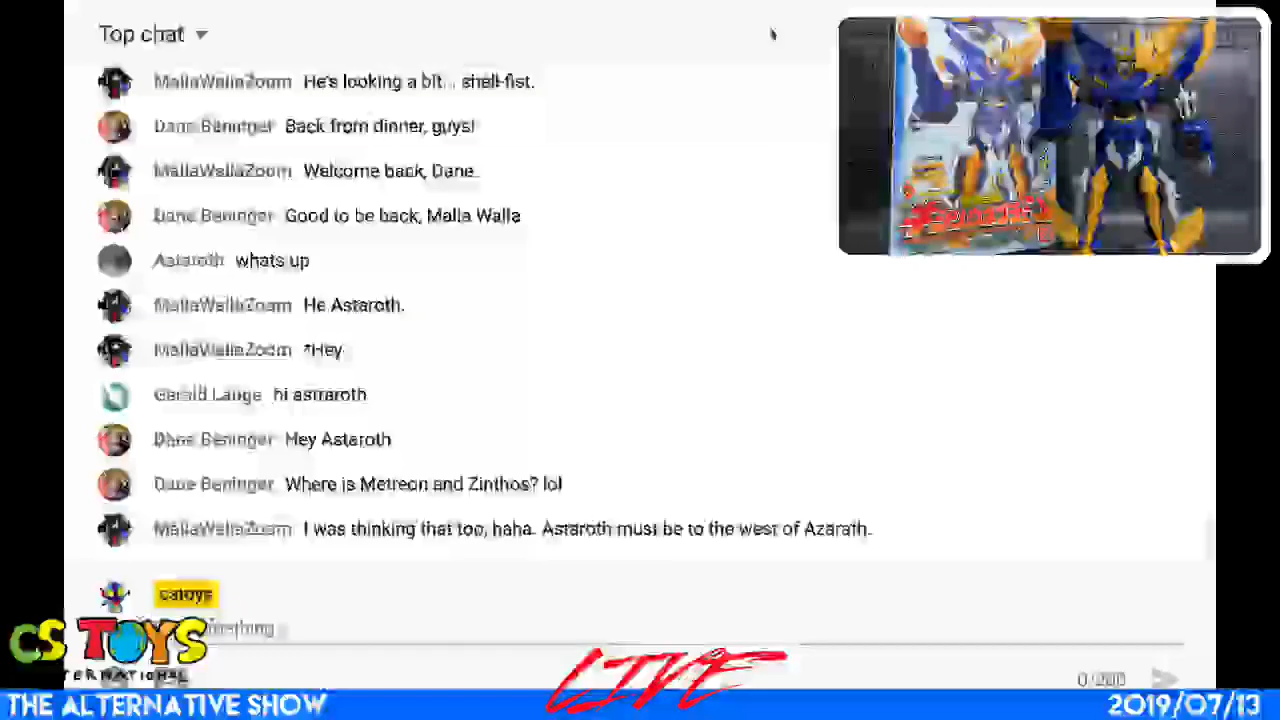 Top chat
MallaWallaZoom He's looking a bit... shell-fist.
Dane Beninger Back from dinner, guys!
MallaWallaZoom Welcome back, Dane.
Dane Beninger Good to be back, Malla Walla
Astaroth whats up
MallaWallaZoom He Astaroth.
MallaWallaZoom *Hey
Gerald Lange hi astraroth
Dane Beninger Hey Astaroth
Dane Beninger Where is Metreon and Zinthos? lol
MallaWallaZoom I was thinking that too, haha. Astaroth must be to the west of Azarath.
cstoys
CS TOYS
0/200
LIVE
THE ALTERNATIVE SHOW
2019/07/13